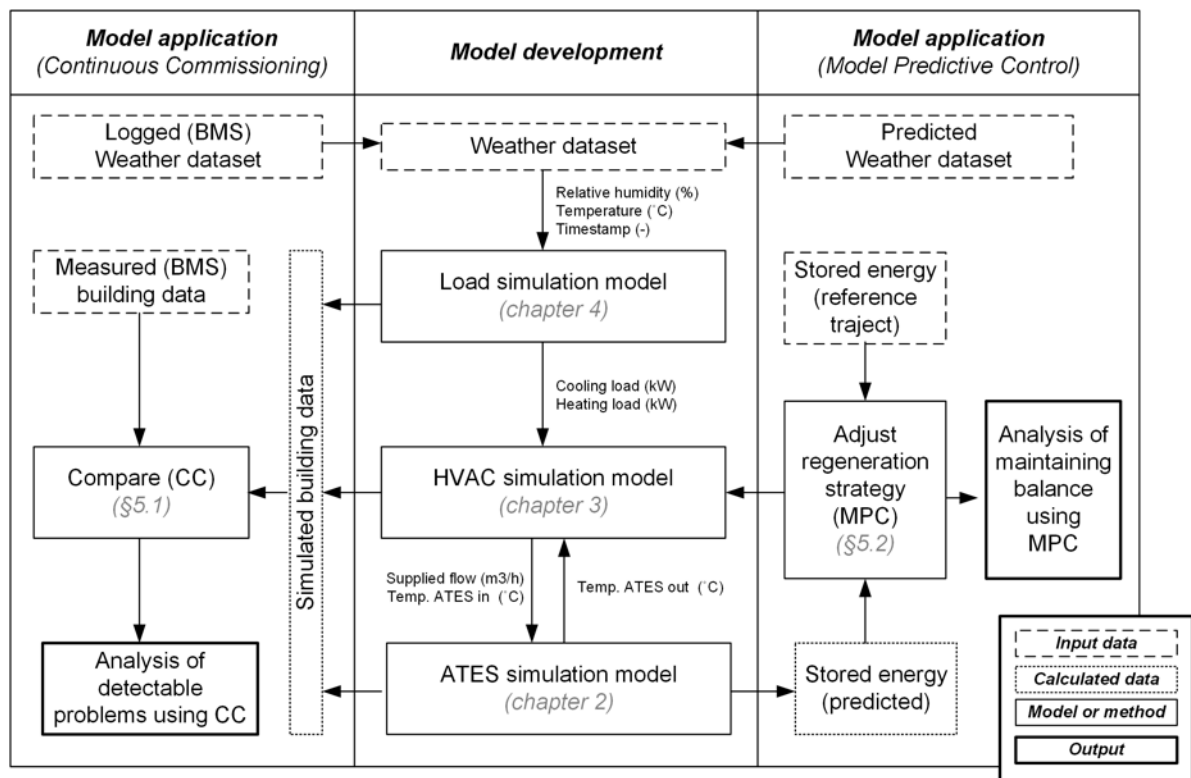 Model application
(Continuous Commissioning)
Model development
Model application
(Model Predictive Control)
Logged (BMS)
Weather dataset
Weather dataset
Predicted
Weather dataset
Relative humidity (%)
Temperature (˚C)
Timestamp (-)
Measured (BMS)
building data
Simulated building data
Load simulation model
(chapter 4)
Stored energy
(reference
traject)
Cooling load (kW)
Heating load (kW)
Compare (CC)
(§5.1)
HVAC simulation model
(chapter 3)
Adjust
regeneration
strategy
(MPC)
(§5.2)
Analysis of
maintaining
balance
using
MPC
Supplied flow (m3/h)
Temp. ATES in (˚C)
Temp. ATES out (˚C)
Analysis of
detectable
problems using CC
ATES simulation model
(chapter 2)
Stored energy
(predicted)
Input data
Calculated data
Model or method
Output